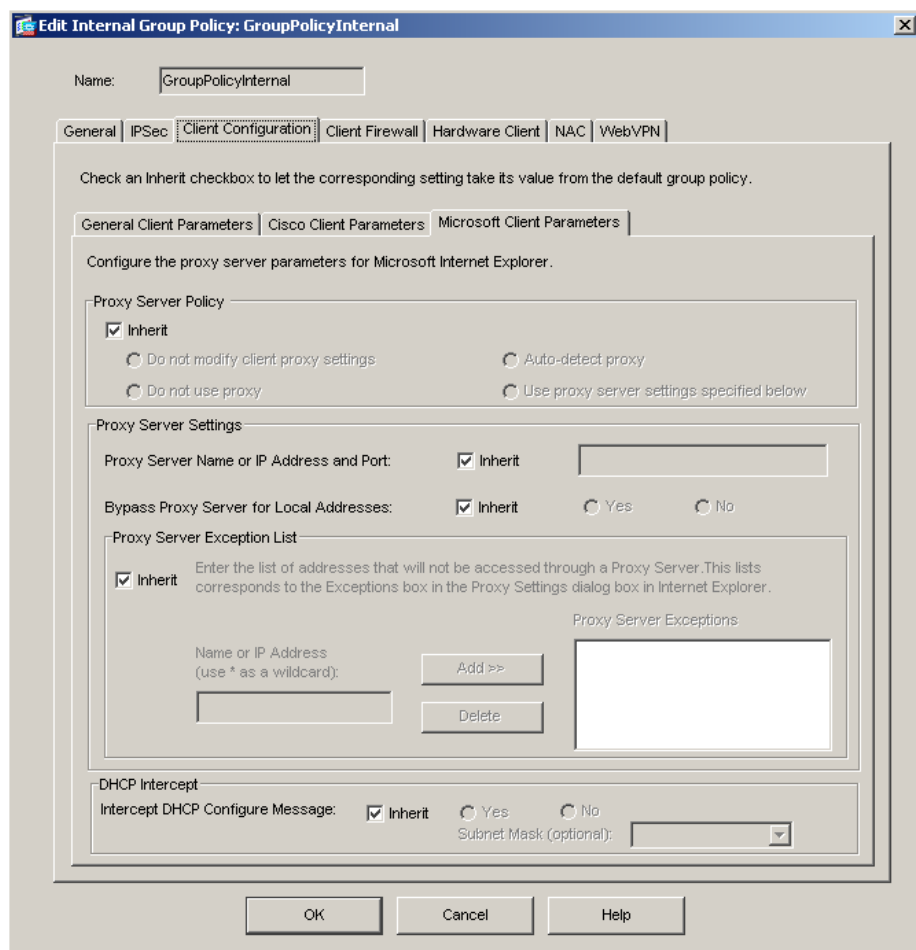 Edit Internal Group Policy: GroupPolicyInternal
Name: GroupPolicyInternal
General IPSec Client Configuration Client Firewall Hardware Client NAC WebVPN
Check an Inherit checkbox to let the corresponding setting take its value from the default group policy.
General Client Parameters Cisco Client Parameters Microsoft Client Parameters
Configure the proxy server parameters for Microsoft Internet Explorer.
Proxy Server Policy
Inherit
Do not modify client proxy settings Auto-detect proxy
Do not use proxy Use proxy server settings specified below
Proxy Server Settings
Proxy Server Name or IP Address and Port: Inherit
Bypass Proxy Server for Local Addresses: Inherit Yes No
Proxy Server Exception List
Inherit
Enter the list of addresses that will not be accessed through a Proxy Server.This lists
corresponds to the Exceptions box in the Proxy Settings dialog box in Internet Explorer.
Proxy Server Exceptions
Name or IP Address
(use * as a wildcard):
Add >>
Delete
DHCP Intercept
Intercept DHCP Configure Message: Inherit Yes No
Subnet Mask (optional):
OK Cancel Help